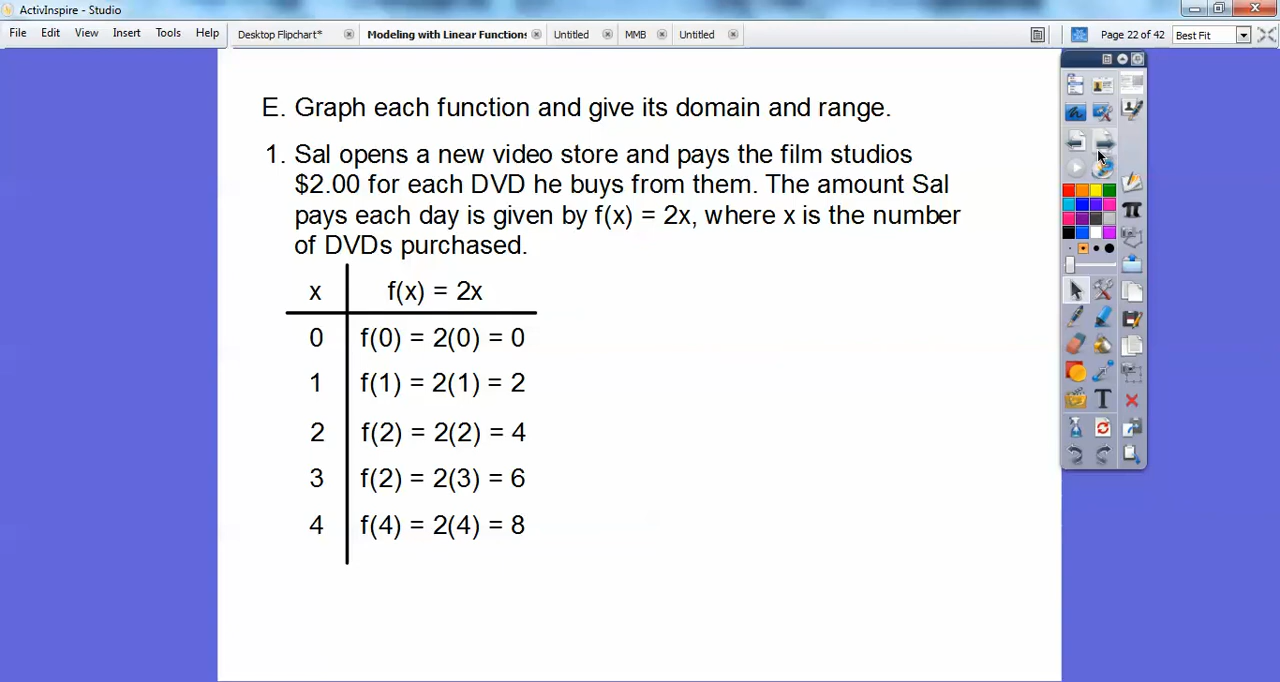 ActivInspire - Studio
File Edit View Insert Tools Help Desktop Flipchart* Modeling with Linear Functions Untitled MMB Untitled Page 22 of 42 Best Fit
E. Graph each function and give its domain and range.
1. Sal opens a new video store and pays the film studios
$2.00 for each DVD he buys from them. The amount Sal
pays each day is given by f(x) = 2x, where x is the number
of DVDs purchased.
x f(x) = 2x
0 f(0) = 2(0) = 0
1 f(1) = 2(1) = 2
2 f(2) = 2(2) = 4
3 f(2) = 2(3) = 6
4 f(4) = 2(4) = 8